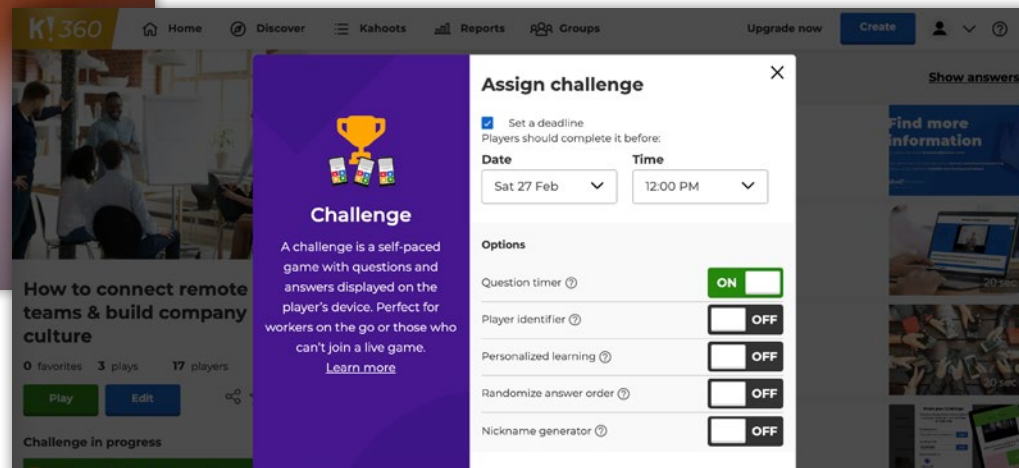 K!360
Home
Discover
Kahoots
Reports
Groups
Upgrade now
Create
Show answers
Find more
information
20 sec
20 sec
How to connect remote
teams & build company
culture
0 favorites 3 plays 17 players
Play
Edit
Challenge in progress
Challenge
A challenge is a self-paced
game with questions and
answers displayed on the
player's device. Perfect for
workers on the go or those who
can't join a live game.
Learn more
Assign challenge
Set a deadline
Players should complete it before:
Date
Time
Sat 27 Feb
12:00 PM
Options
Question timer
ON
Player identifier
OFF
Personalized learning
OFF
Randomize answer order
OFF
Nickname generator
OFF